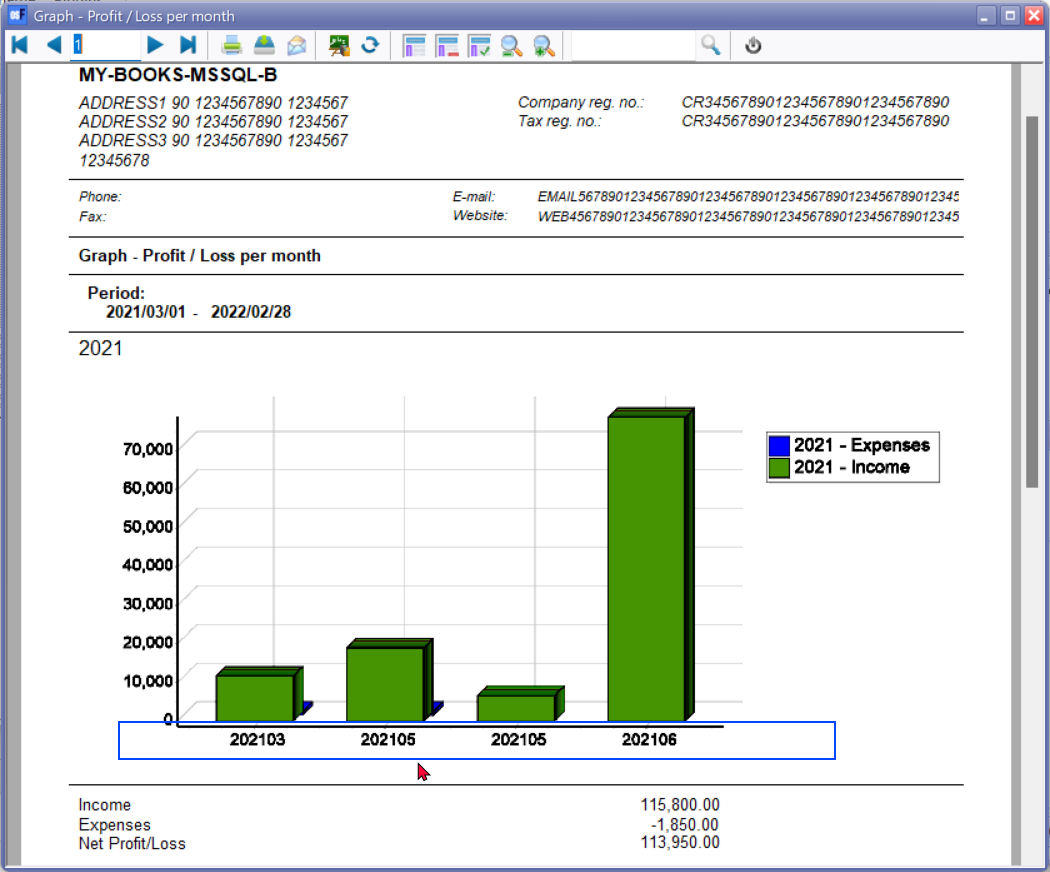 Graph - Profit / Loss per month
1
MY-BOOKS-MSSQL-B
ADDRESS1 90 1234567890 1234567
ADDRESS2 90 1234567890 1234567
ADDRESS3 90 1234567890 1234567
12345678
Company reg. no.: CR3456789012345678901234567890
Tax reg. no.: CR3456789012345678901234567890
Phone:
Fax:
E-mail: EMAIL567890123456789012345678901234567890123456789012345
Website: WEB4567890123456789012345678901234567890123456789012345
Graph - Profit / Loss per month
Period:
2021/03/01 - 2022/02/28
2021
70,000
60,000
50,000
40,000
30,000
20,000
10,000
0
202103 202105 202105 202106
2021 - Expenses
2021 - Income
Income 115,800.00
Expenses -1,850.00
Net Profit/Loss 113,950.00